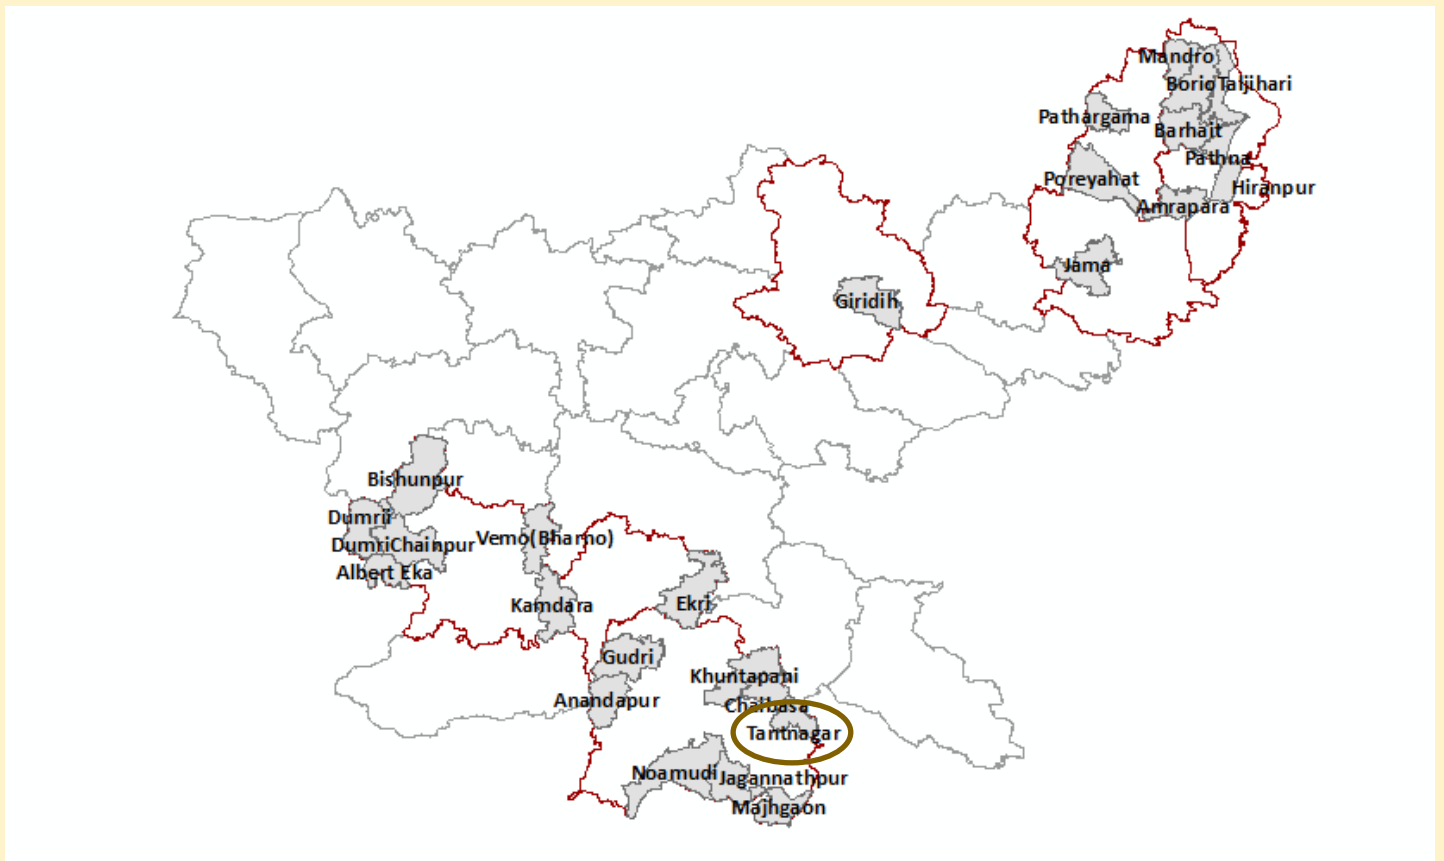 Mandro
Borio
Taljihari
Pathargama
Barhait
Pathna
Poreyahat
Hiranpur
Amrapara
Jama
Giridih
Bishunpur
Dumrii
Vemo(Bharno)
DumriChainpur
Albert Eka
Kamdara
Ekri
Gudri
Khuntapani
Anandapur
Chaibasa
Tantnagar
Noamudi
Jagannathpur
Majhgaon